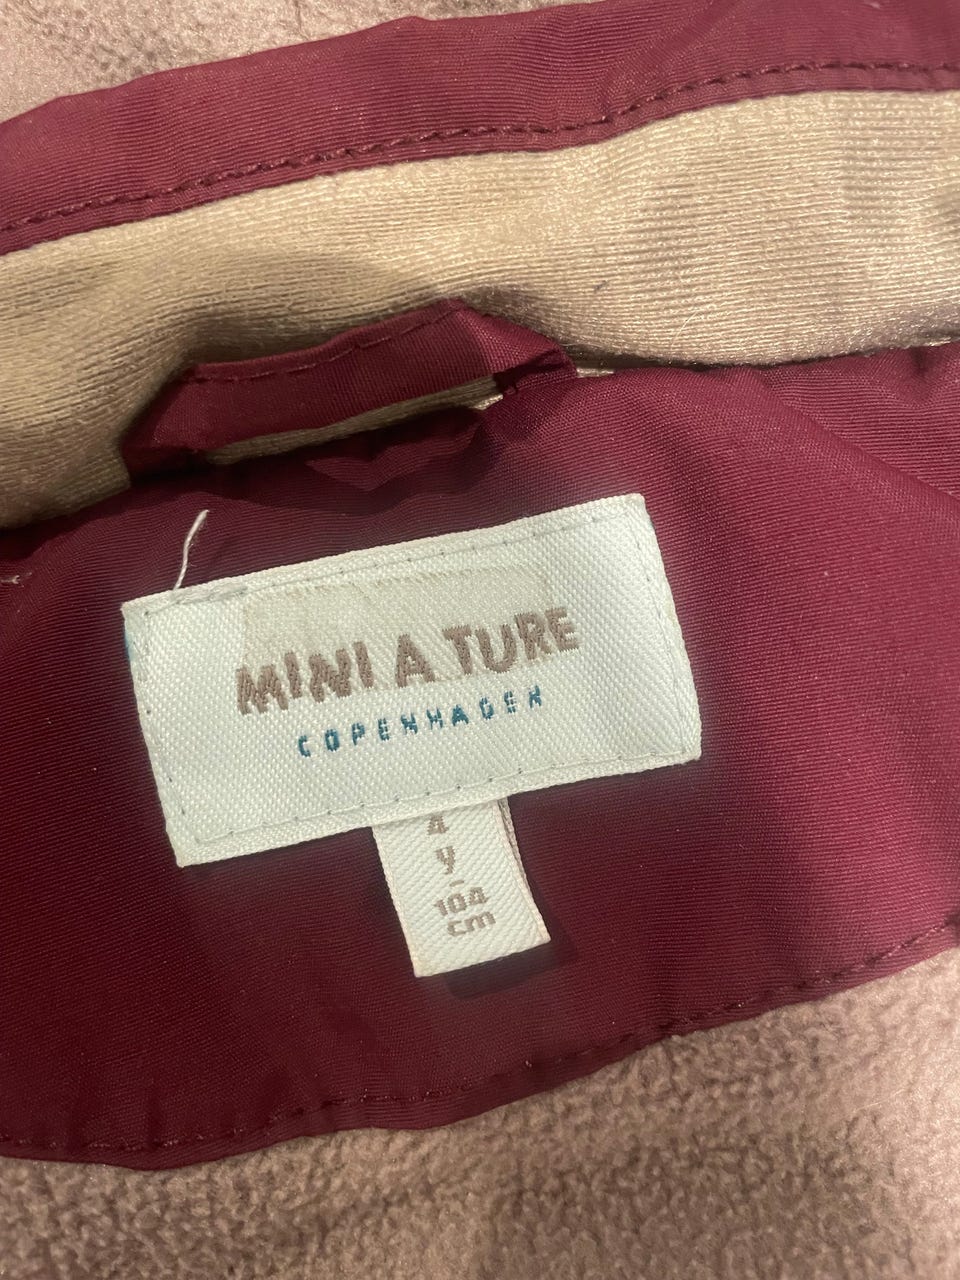 MINI A TURE
COPENHAGEN
4
y
-
104
cm